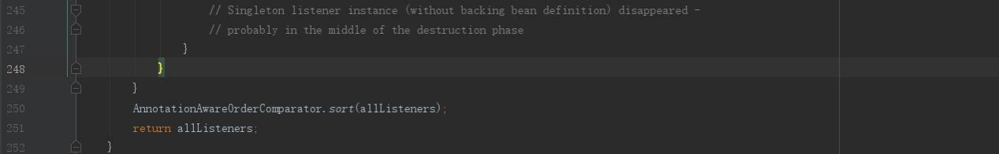 245 // Singleton listener instance (without backing bean definition) disappeared -
246 // probably in the middle of the destruction phase
247 }
248 }
249 }
250 AnnotationAwareOrderComparator.sort(allListeners);
251 return allListeners;
252 }